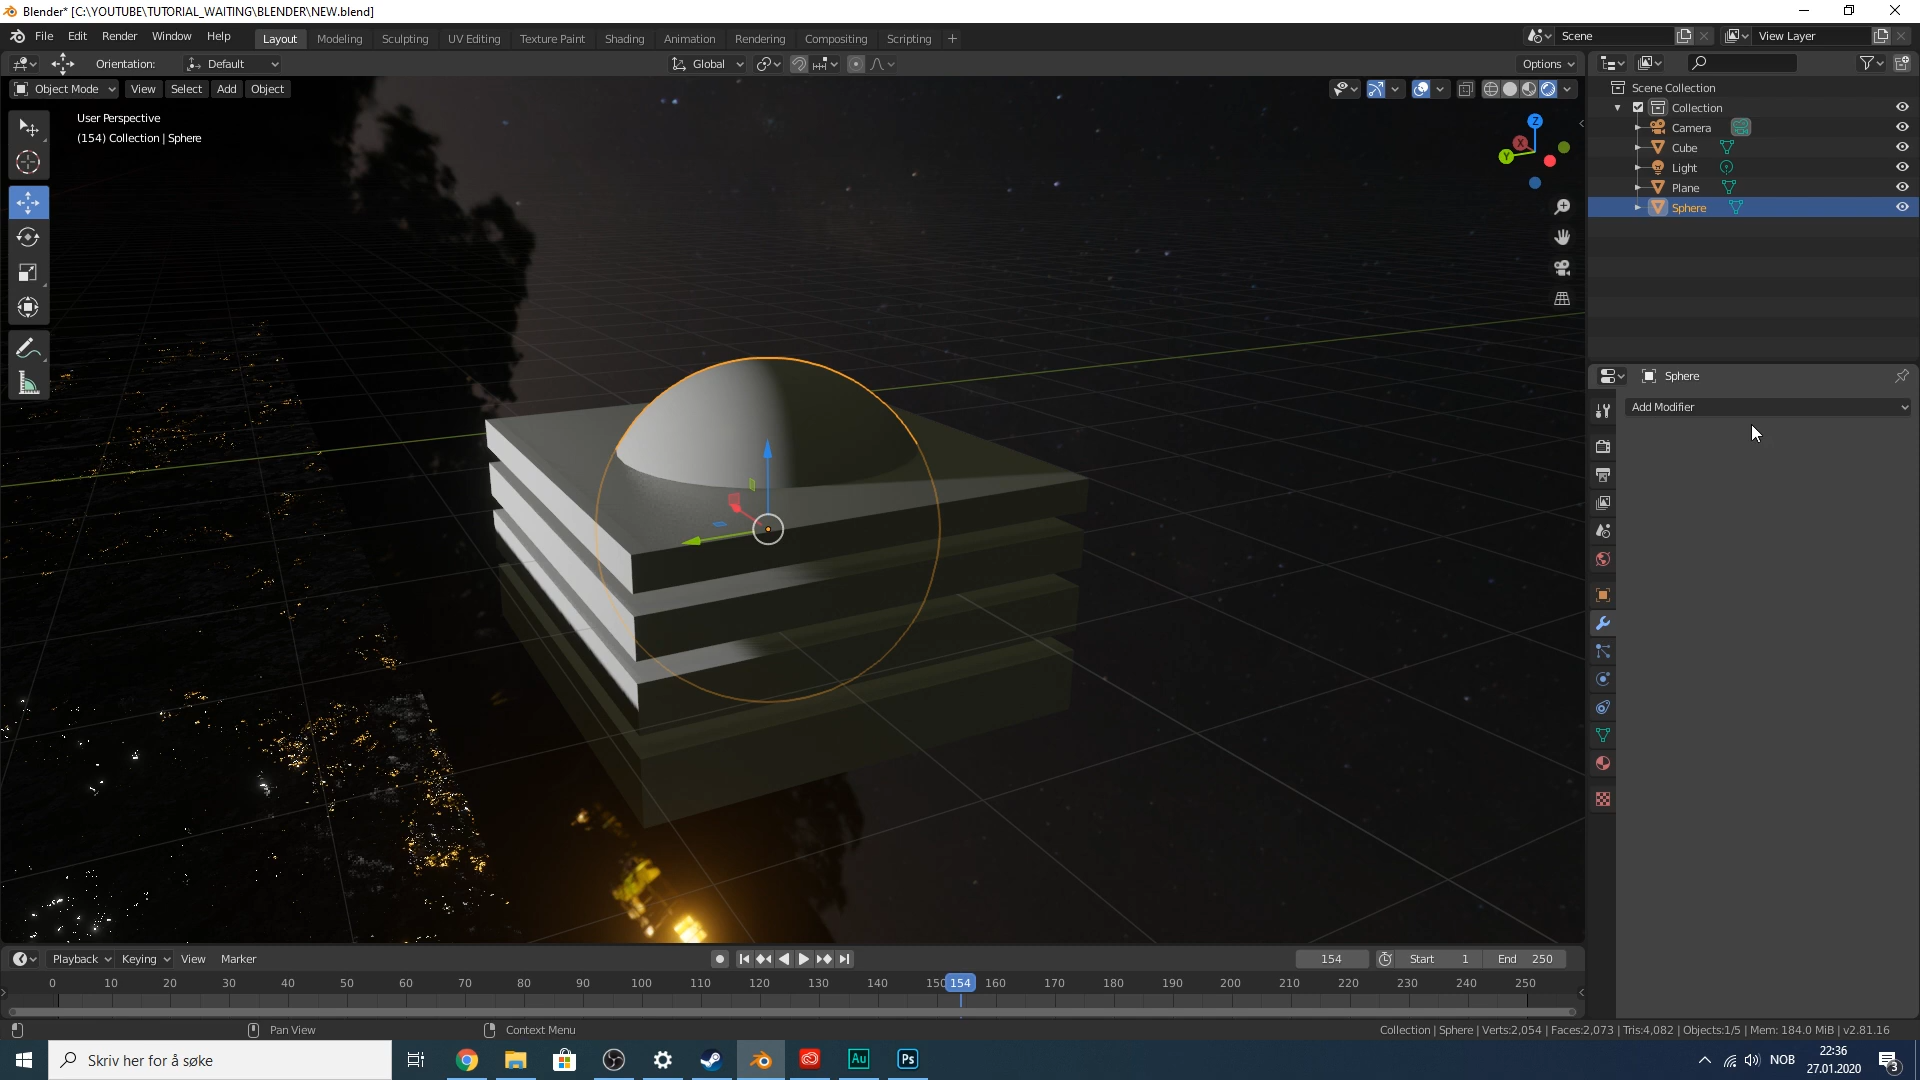 Blender* [C:\YOUTUBE\TUTORIAL_WAITING\BLENDER\NEW.blend]
File Edit Render Window Help Layout Modeling Sculpting UV Editing Texture Paint Shading Animation Rendering Compositing Scripting + Scene View Layer
Orientation: Default Global Options
Object Mode View Select Add Object
User Perspective
(154) Collection | Sphere
Z
X
Y
Scene Collection
Collection
Camera
Cube
Light
Plane
Sphere
Sphere
Add Modifier
Playback Keying View Marker 154 Start 1 End 250
0 10 20 30 40 50 60 70 80 90 100 110 120 130 140 150 154 160 170 180 190 200 210 220 230 240 250
Pan View Context Menu Collection | Sphere | Verts:2,054 | Faces:2,073 | Tris:4,082 | Objects:1/5 | Mem: 184.0 MiB | v2.81.16
Skriv her for å søke Au Ps NOB 22:36
27.01.2020 3